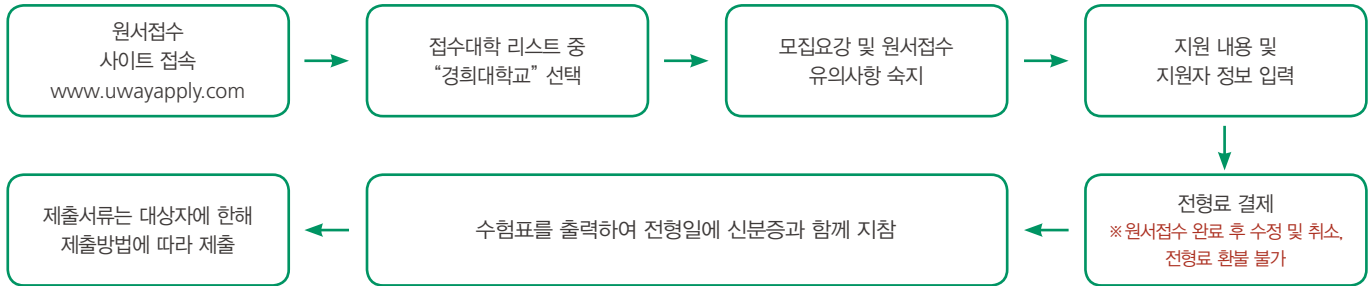 원서접수
사이트 접속
www.uwayapply.com
접수대학 리스트 중
“경희대학교” 선택
모집요강 및 원서접수
유의사항 숙지
지원 내용 및
지원자 정보 입력
전형료 결제
※원서접수 완료 후 수정 및 취소,
전형료 환불 불가
수험표를 출력하여 전형일에 신분증과 함께 지참
제출서류는 대상자에 한해
제출방법에 따라 제출